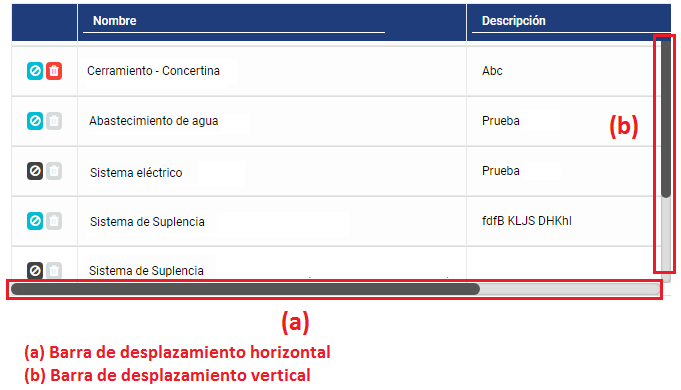 Nombre Descripción
Cerramiento - Concertina Abc
Abastecimiento de agua Prueba
(b)
Sistema eléctrico Prueba
Sistema de Suplencia fdfB KLJS DHKhI
Sistema de Suplencia
(a)
(a) Barra de desplazamiento horizontal
(b) Barra de desplazamiento vertical